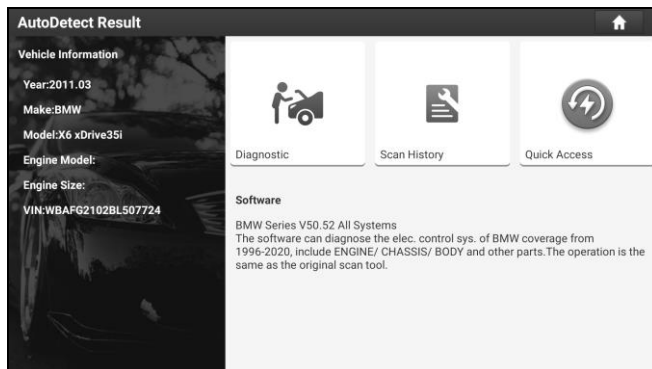 AutoDetect Result
Vehicle Information
Year:2011.03
Make:BMW
Model:X6 xDrive35i
Engine Model:
Engine Size:
VIN:WBAFG2102BL507724
Diagnostic
Scan History
Quick Access
Software
BMW Series V50.52 All Systems
The software can diagnose the elec. control sys. of BMW coverage from
1996-2020, include ENGINE/ CHASSIS/ BODY and other parts.The operation is the
same as the original scan tool.